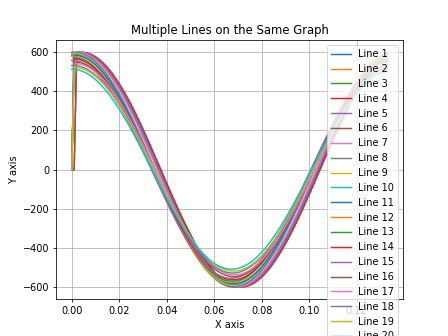 Multiple Lines on the Same Graph
600
400
200
0
−200
−400
−600
Y axis
0.00
0.02
0.04
0.06
0.08
0.10
X axis
Line 1
Line 2
Line 3
Line 4
Line 5
Line 6
Line 7
Line 8
Line 9
Line 10
Line 11
Line 12
Line 13
Line 14
Line 15
Line 16
Line 17
Line 18
Line 19
Line 20